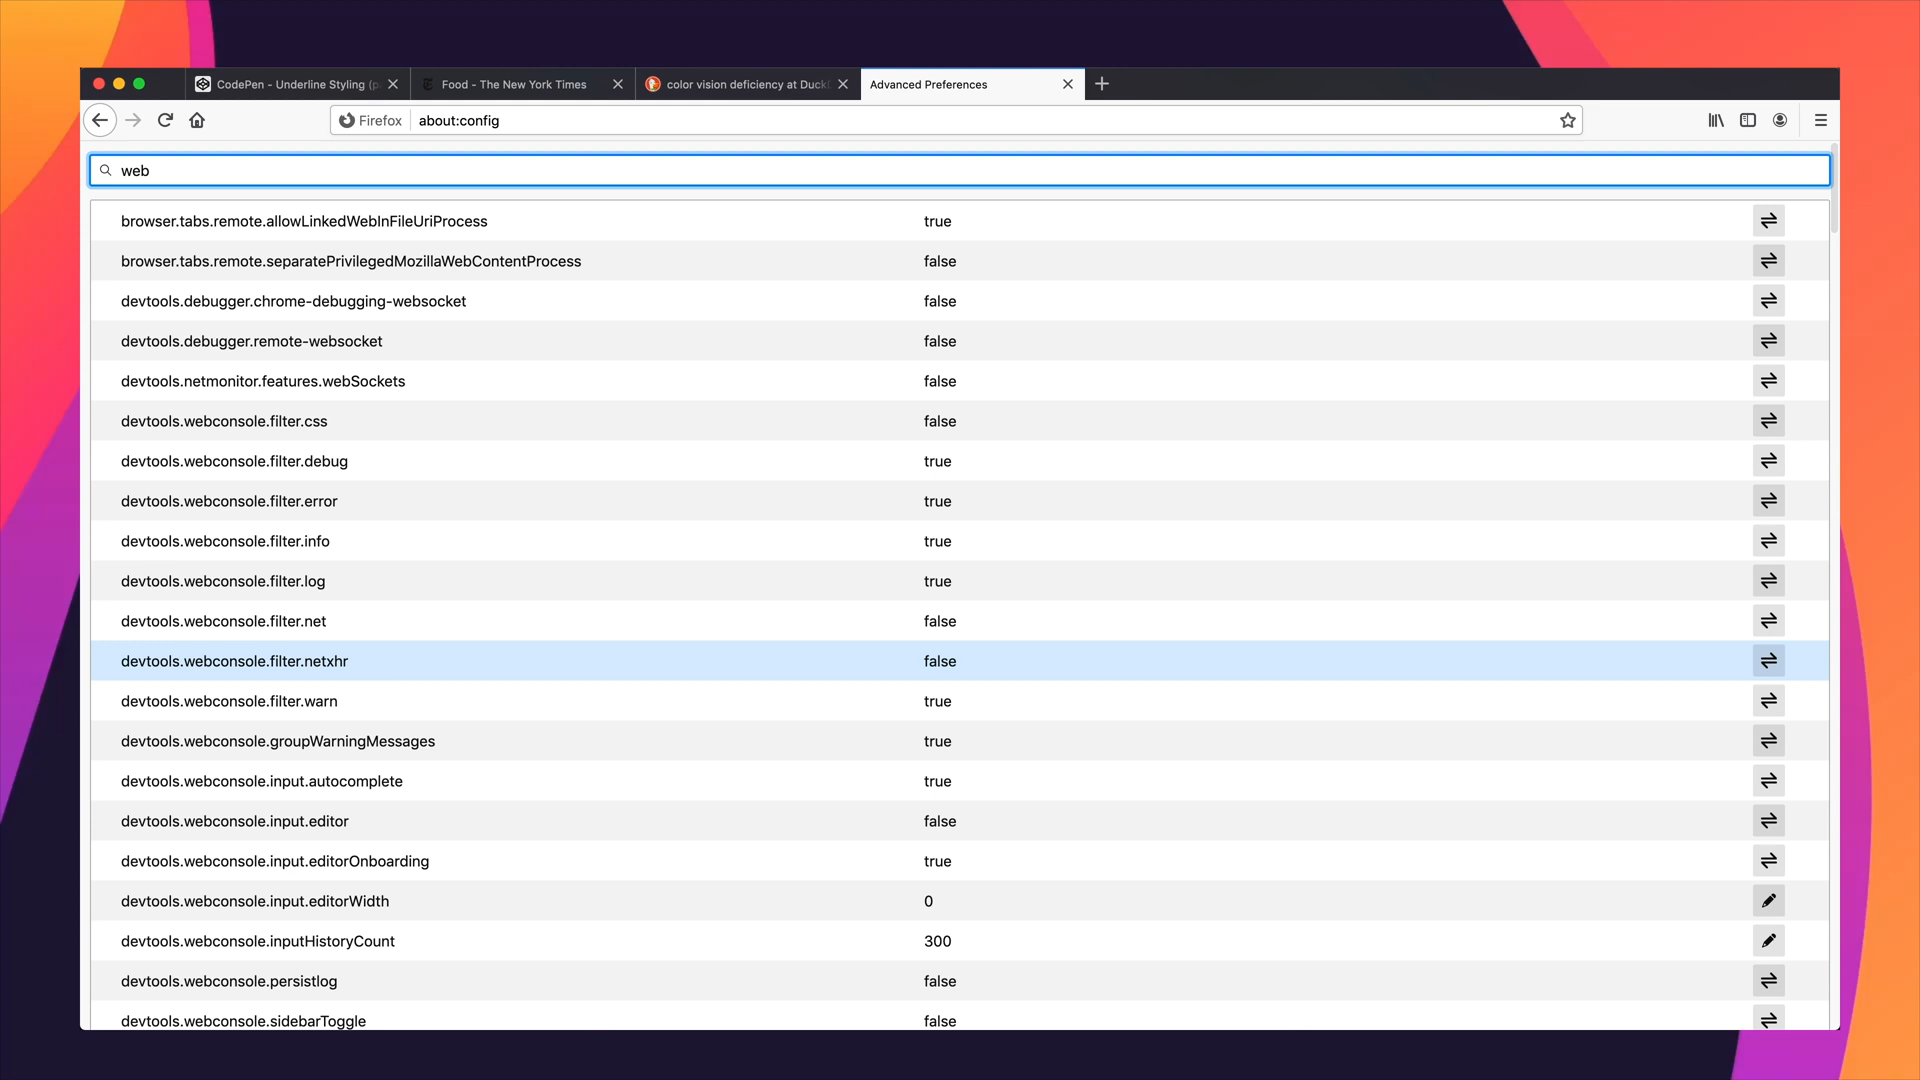 CodePen - Underline Styling (p
Food - The New York Times
color vision deficiency at Duck
Advanced Preferences
Firefox
about:config
web
browser.tabs.remote.allowLinkedWebInFileUriProcess true
browser.tabs.remote.separatePrivilegedMozillaWebContentProcess false
devtools.debugger.chrome-debugging-websocket false
devtools.debugger.remote-websocket false
devtools.netmonitor.features.webSockets false
devtools.webconsole.filter.css false
devtools.webconsole.filter.debug true
devtools.webconsole.filter.error true
devtools.webconsole.filter.info true
devtools.webconsole.filter.log true
devtools.webconsole.filter.net false
devtools.webconsole.filter.netxhr false
devtools.webconsole.filter.warn true
devtools.webconsole.groupWarningMessages true
devtools.webconsole.input.autocomplete true
devtools.webconsole.input.editor false
devtools.webconsole.input.editorOnboarding true
devtools.webconsole.input.editorWidth 0
devtools.webconsole.inputHistoryCount 300
devtools.webconsole.persistlog false
devtools.webconsole.sidebarToggle false